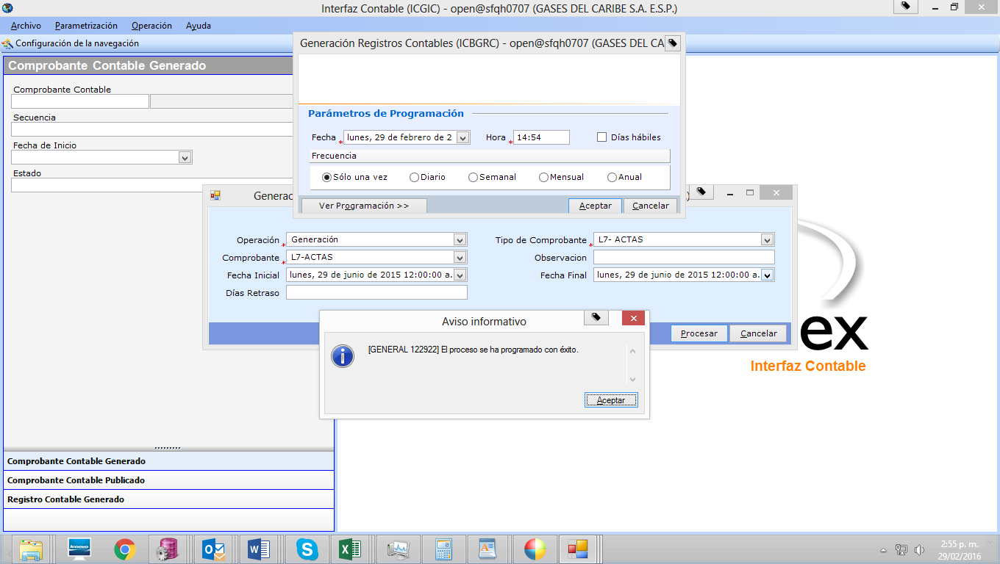 Interfaz Contable (ICGIC) - open@sfqh0707 (GASES DEL CARIBE S.A. E.S.P.)
Archivo Parametrización Operación Ayuda
Configuración de la navegación
Comprobante Contable Generado
Comprobante Contable
Secuencia
Fecha de Inicio
Estado
Generación Registros Contables (ICBGRC) - open@sfqh0707 (GASES DEL CA
Parámetros de Programación
Fecha * lunes, 29 de febrero de 2 Hora * 14:54 Días hábiles
Frecuencia
Sólo una vez Diario Semanal Mensual Anual
Ver Programación >> Aceptar Cancelar
Generac
Operación * Generación Tipo de Comprobante * L7- ACTAS
Comprobante * L7-ACTAS Observacion
Fecha Inicial lunes, 29 de junio de 2015 12:00:00 a. Fecha Final lunes, 29 de junio de 2015 12:00:00 a.
Días Retraso
Procesar Cancelar
Aviso informativo
[GENERAL 122922] El proceso se ha programado con éxito.
Aceptar
ex
Interfaz Contable
Comprobante Contable Generado
Comprobante Contable Publicado
Registro Contable Generado
lenovo
2:55 p. m.
29/02/2016